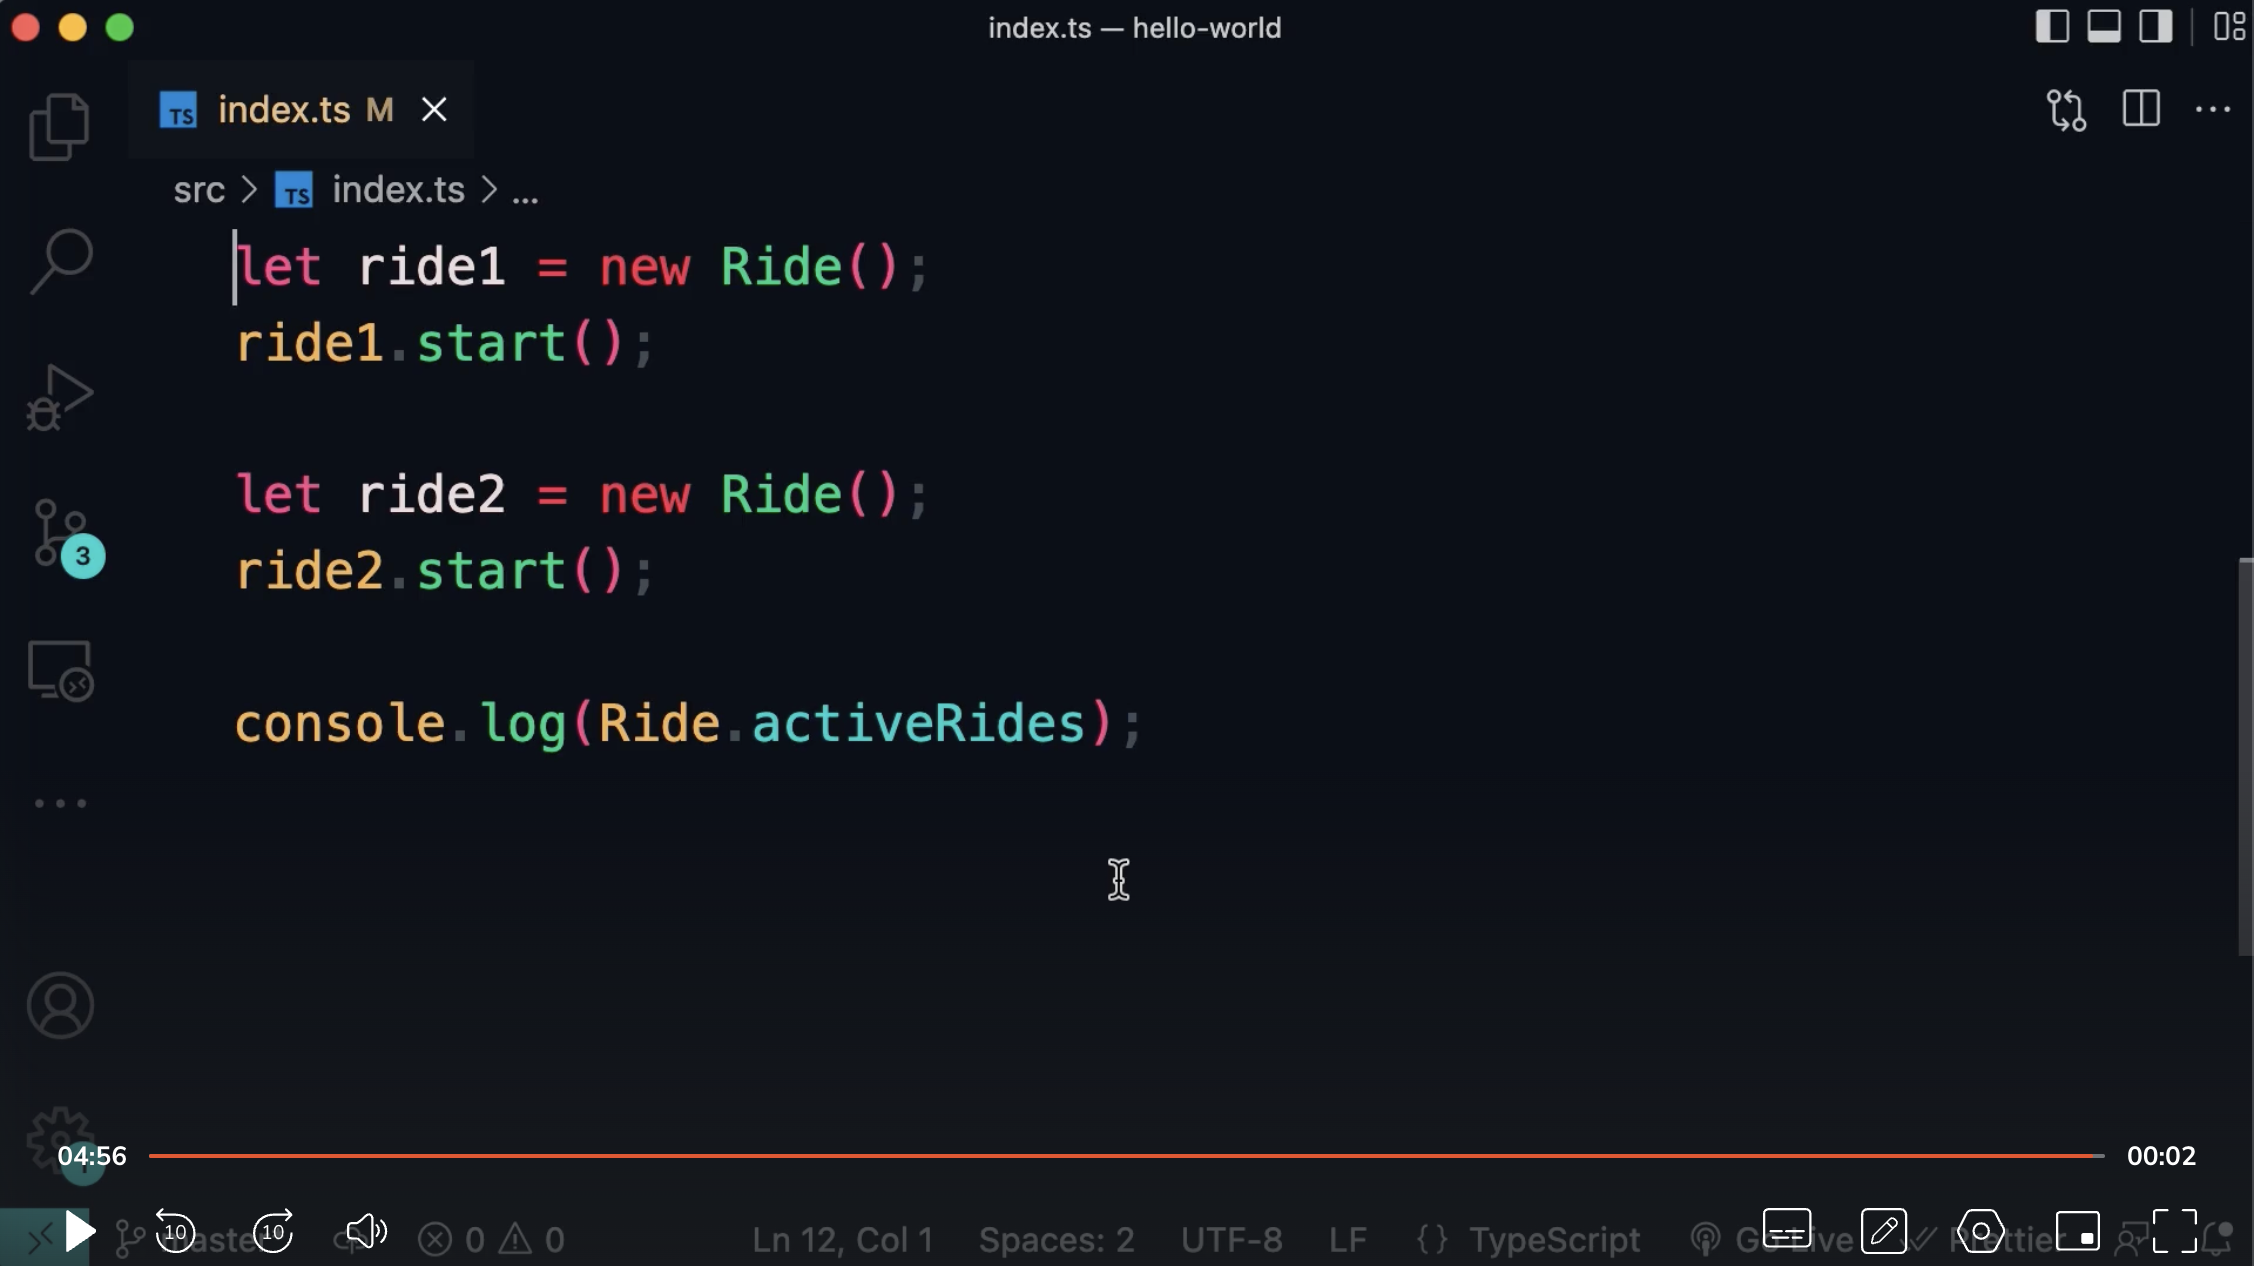 index.ts — hello-world
TS index.ts M
src > TS index.ts > ...
let ride1 = new Ride();
ride1.start();
let ride2 = new Ride();
ride2.start();
3
console.log(Ride.activeRides);
04:56
00:02
10 10
master 0 0 Ln 12, Col 1 Spaces: 2 UTF-8 LF {} TypeScript Go Live Prettier